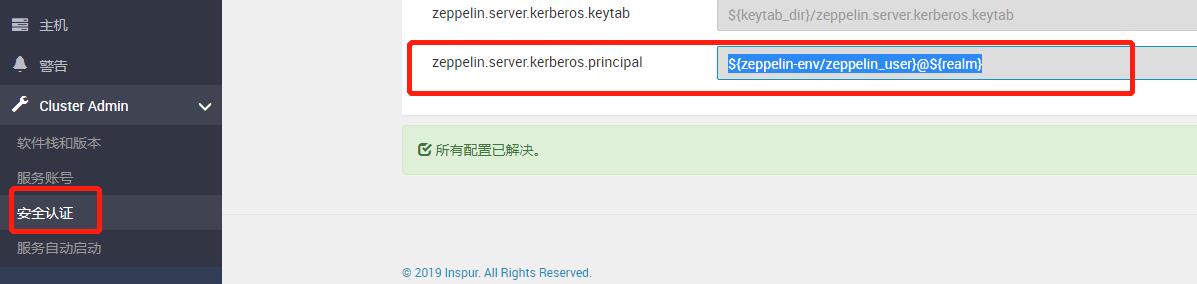 主机
警告
Cluster Admin
软件栈和版本
服务账号
安全认证
服务自动启动
zeppelin.server.kerberos.keytab
${keytab_dir}/zeppelin.server.kerberos.keytab
zeppelin.server.kerberos.principal
${zeppelin-env/zeppelin_user}@${realm}
所有配置已解决。
© 2019 Inspur. All Rights Reserved.